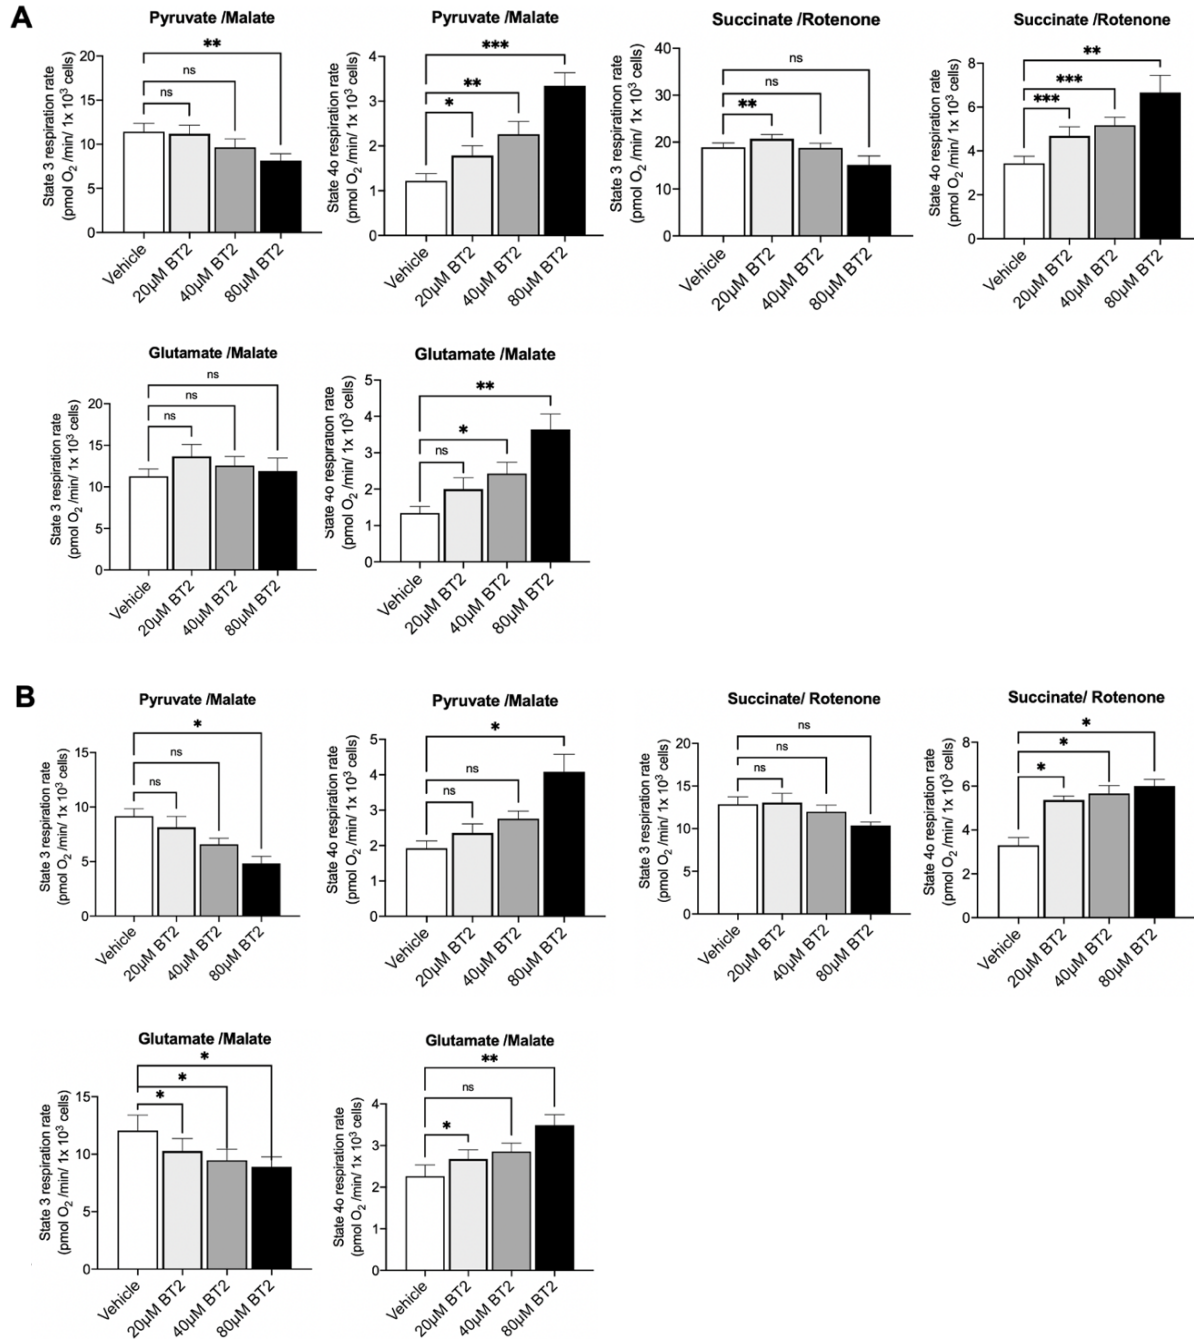 A
Pyruvate /Malate
State 3 respiration rate
(pmol O2 /min/ 1x 10³ cells)
20
15
10
5
0
ns
ns
**
Vehicle
20µM BT2
40µM BT2
80µM BT2
Pyruvate /Malate
State 4o respiration rate
(pmol O2 /min/ 1x 10³ cells)
4
3
2
1
0
*
**
***
Vehicle
20µM BT2
40µM BT2
80µM BT2
Succinate /Rotenone
State 3 respiratinon rate
(pmol O2 /min/ 1x 10³ cells)
40
30
20
10
0
**
ns
ns
Vehicle
20µM BT2
40µM BT2
80µM BT2
Succinate /Rotenone
State 4o respiration rate
(pmol O2 /min/ 1x 10³ cells)
8
6
4
2
0
***
***
**
Vehicle
20µM BT2
40µM BT2
80µM BT2
Glutamate /Malate
State 3 respiration rate
(pmol O2 /min/ 1x 10³ cells)
20
15
10
5
0
ns
ns
ns
Vehicle
20µM BT2
40µM BT2
80µM BT2
Glutamate /Malate
State 4o respiration rate
(pmol O2 /min/ 1x 10³ cells)
5
4
3
2
1
0
ns
*
**
Vehicle
20µM BT2
40µM BT2
80µM BT2
B
Pyruvate /Malate
State 3 respiration rate
(pmol O2 /min/ 1x 10³ cells)
15
10
5
0
ns
ns
*
Vehicle
20µM BT2
40µM BT2
80µM BT2
Pyruvate /Malate
State 4o respiration rate
(pmol O2 /min/ 1x 10³ cells)
5
4
3
2
1
0
ns
ns
*
Vehicle
20µM BT2
40µM BT2
80µM BT2
Succinate/ Rotenone
State 3 respiration rate
(pmol O2 /min/ 1x 10³ cells)
20
15
10
5
0
ns
ns
ns
Vehicle
20µM BT2
40µM BT2
80µM BT2
Succinate/ Rotenone
State 4o respiration rate
(pmol O2 /min/ 1x 10³ cells)
8
6
4
2
0
*
*
*
Vehicle
20µM BT2
40µM BT2
80µM BT2
Glutamate /Malate
State 3 respiration rate
(pmol O2 /min/ 1x 10³ cells)
15
10
5
0
*
*
*
Vehicle
20µM BT2
40µM BT2
80µM BT2
Glutamate /Malate
State 4o respiration rate
(pmol O2 /min/ 1x 10³ cells)
4
3
2
1
0
*
ns
**
Vehicle
20µM BT2
40µM BT2
80µM BT2